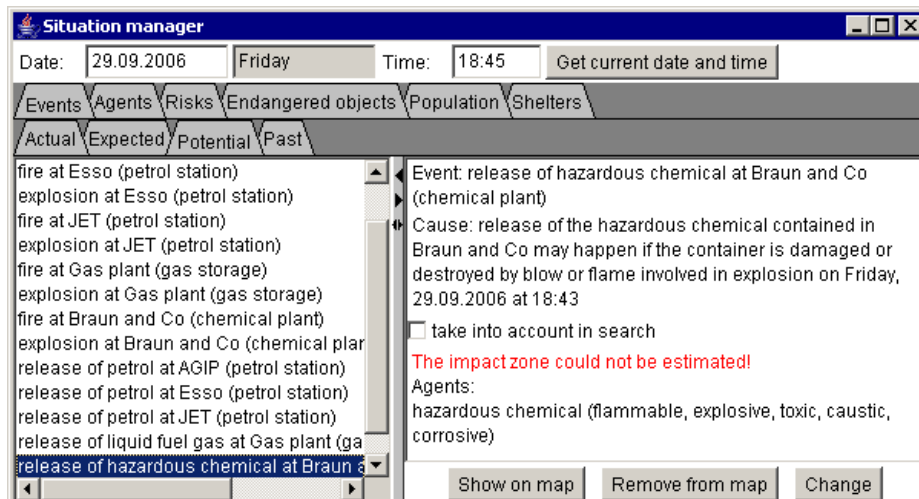 Situation manager
Date: 29.09.2006 Friday Time: 18:45 Get current date and time
Events Agents Risks Endangered objects Population Shelters
Actual Expected Potential Past
fire at Esso (petrol station)
explosion at Esso (petrol station)
fire at JET (petrol station)
explosion at JET (petrol station)
fire at Gas plant (gas storage)
explosion at Gas plant (gas storage)
fire at Braun and Co (chemical plant)
explosion at Braun and Co (chemical plar
release of petrol at AGIP (petrol station)
release of petrol at Esso (petrol station)
release of petrol at JET (petrol station)
release of liquid fuel gas at Gas plant (ga
release of hazardous chemical at Braun a
Event: release of hazardous chemical at Braun and Co
(chemical plant)
Cause: release of the hazardous chemical contained in
Braun and Co may happen if the container is damaged or
destroyed by blow or flame involved in explosion on Friday,
29.09.2006 at 18:43
take into account in search
The impact zone could not be estimated!
Agents:
hazardous chemical (flammable, explosive, toxic, caustic,
corrosive)
Show on map Remove from map Change